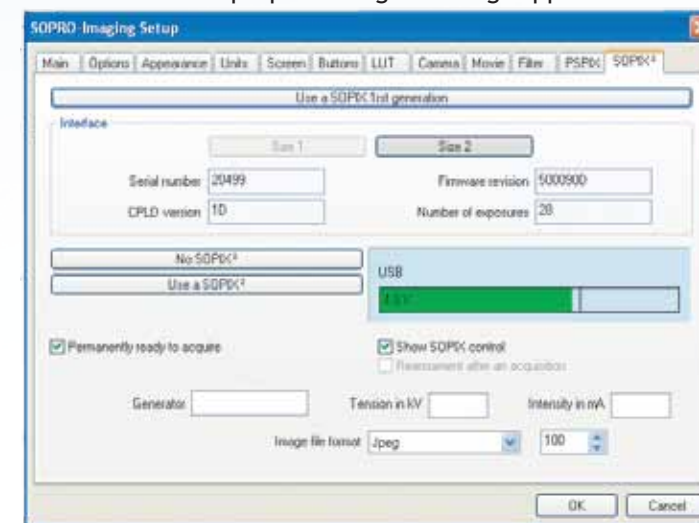 SOPRO-Imaging Setup
Main Options Appearance Units Screen Buttons LUT Camera Movie Filter PSPIX SOPIX²
Use a SOPIX 1rst generation
Interface
Size 1 Size 2
Serial number 20499 Firmware revision 5000900
CPLD version 1D Number of exposures 28
No SOPIX²
Use a SOPIX²
USB
Permanently ready to acquire Show SOPIX control
Rearmament after an acquisition
Generator Tension in kV Intensity in mA
Image file format Jpeg 100
OK Cancel